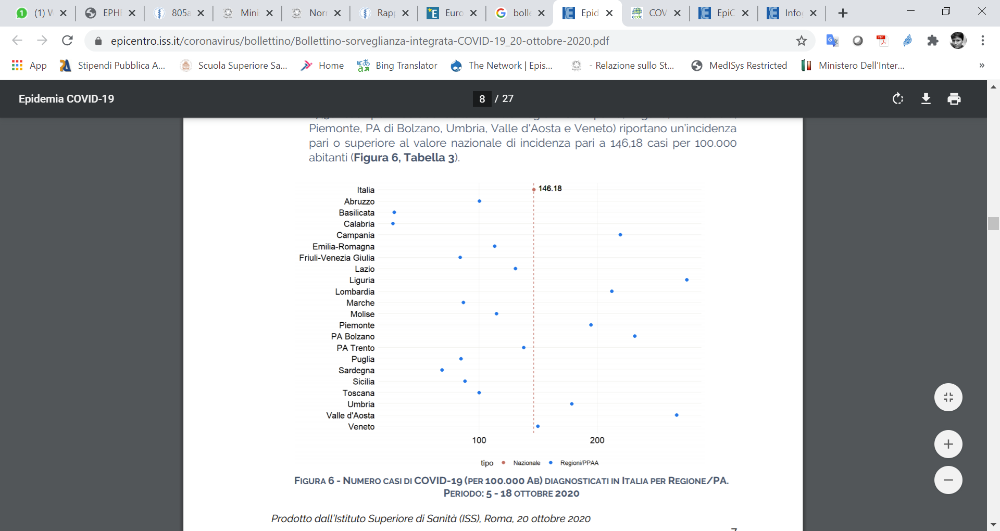 (1) W
EPHE
805a
Mini
Norm
Rapp
Euro
bolle
Epid
COV
EpiC
Info
epicentro.iss.it/coronavirus/bollettino/Bollettino-sorveglianza-integrata-COVID-19_20-ottobre-2020.pdf
App
Stipendi Pubblica A...
Scuola Superiore Sa...
Home
Bing Translator
The Network | Epis...
- Relazione sullo St...
MedISys Restricted
Ministero Dell'Inter...
»
Epidemia COVID-19
8 / 27
Piemonte, PA di Bolzano, Umbria, Valle d'Aosta e Veneto) riportano un'incidenza
pari o superiore al valore nazionale di incidenza pari a 146,18 casi per 100.000
abitanti (Figura 6, Tabella 3).
Italia
146.18
Abruzzo
Basilicata
Calabria
Campania
Emilia-Romagna
Friuli-Venezia Giulia
Lazio
Liguria
Lombardia
Marche
Molise
Piemonte
PA Bolzano
PA Trento
Puglia
Sardegna
Sicilia
Toscana
Umbria
Valle d'Aosta
Veneto
100 200
tipo Nazionale Regioni/PPAA
FIGURA 6 - NUMERO CASI DI COVID-19 (PER 100.000 AB) DIAGNOSTICATI IN ITALIA PER REGIONE/PA.
PERIODO: 5 - 18 OTTOBRE 2020
Prodotto dall'Istituto Superiore di Sanità (ISS), Roma, 20 ottobre 2020